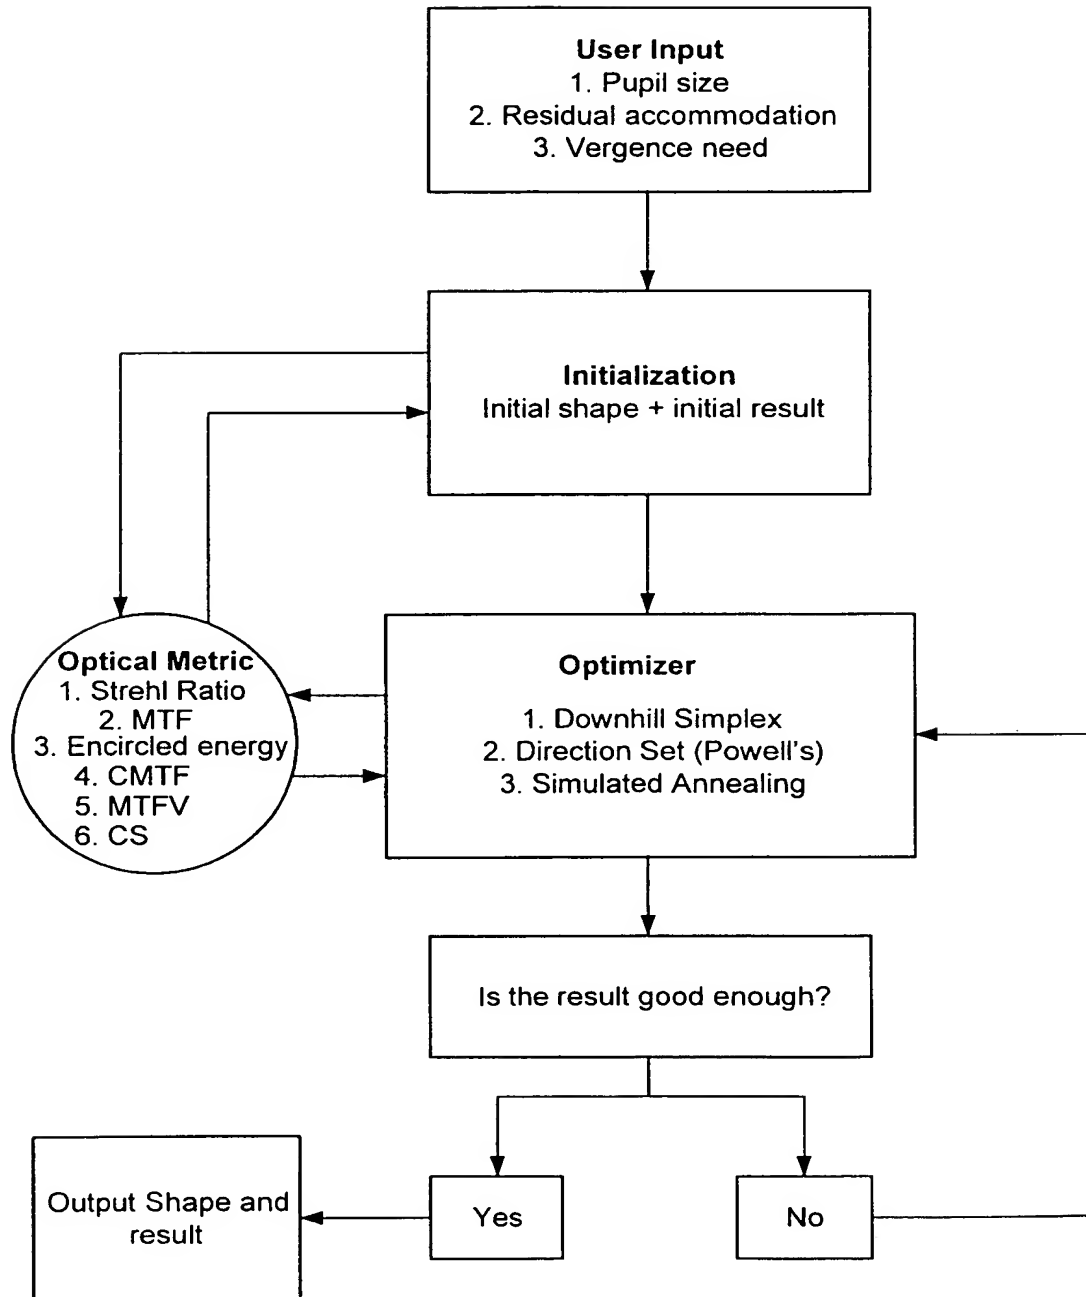 User Input
1. Pupil size
2. Residual accommodation
3. Vergence need
Initialization
Initial shape + initial result
Optical Metric
1. Strehl Ratio
2. MTF
3. Encircled energy
4. CMTF
5. MTFV
6. CS
Optimizer
1. Downhill Simplex
2. Direction Set (Powell's)
3. Simulated Annealing
Is the result good enough?
Yes
No
Output Shape and
result